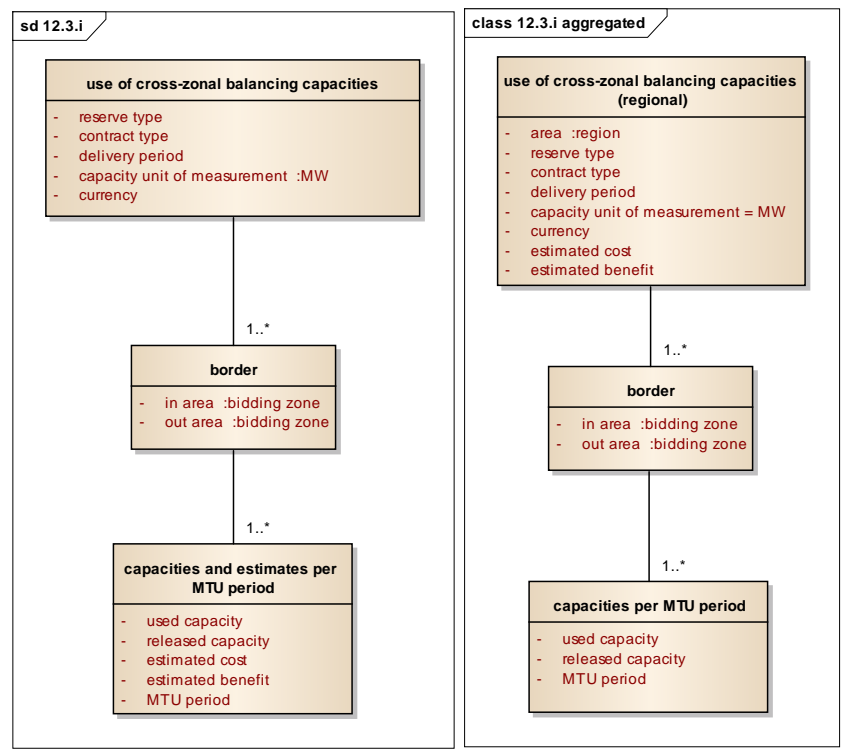 sd 12.3.i
use of cross-zonal balancing capacities
- reserve type
- contract type
- delivery period
- capacity unit of measurement :MW
- currency
1..*
border
- in area :bidding zone
- out area :bidding zone
1..*
capacities and estimates per
MTU period
- used capacity
- released capacity
- estimated cost
- estimated benefit
- MTU period
class 12.3.i aggregated
use of cross-zonal balancing capacities
(regional)
- area :region
- reserve type
- contract type
- delivery period
- capacity unit of measurement = MW
- currency
- estimated cost
- estimated benefit
1..*
border
- in area :bidding zone
- out area :bidding zone
1..*
capacities per MTU period
- used capacity
- released capacity
- MTU period